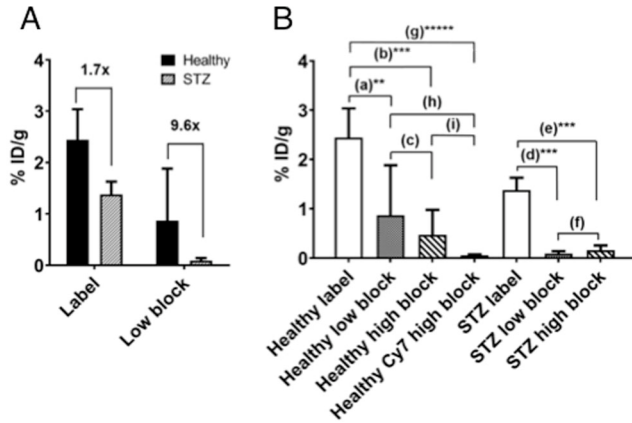 A
% ID/g
4
3
2
1
0
1.7x
9.6x
Healthy
STZ
Label
Low block
B
% ID/g
4
3
2
1
0
(g)*****
(b)***
(a)**
(h)
(i)
(c)
(e)***
(d)***
(f)
Healthy label
Healthy low block
Healthy high block
Healthy Cy7 high block
STZ label
STZ low block
STZ high block